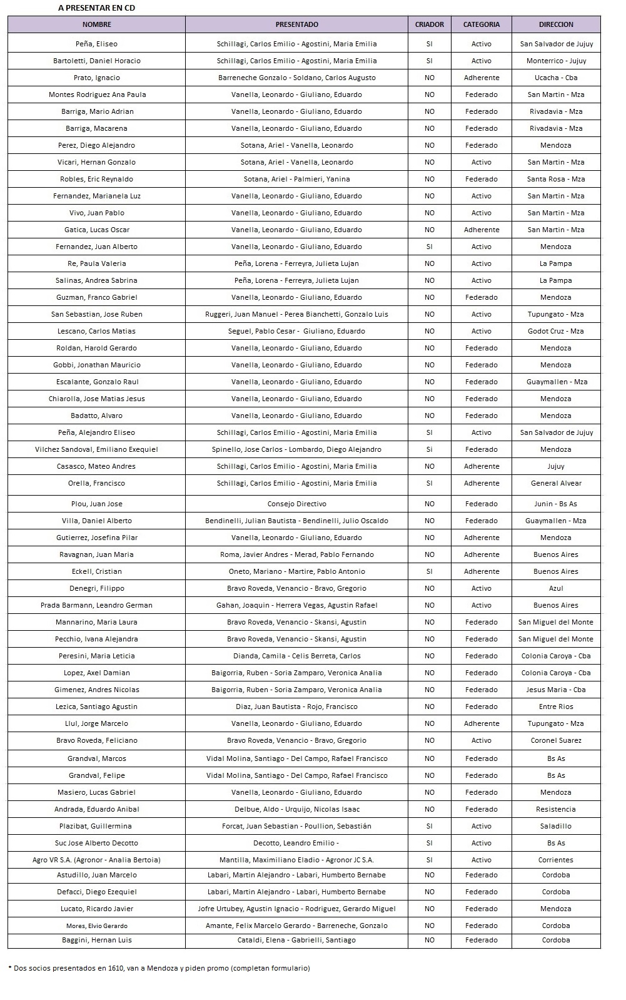 A PRESENTAR EN CD
NOMBRE PRESENTADO CRIADOR CATEGORIA DIRECCION
Peña, Eliseo Schillagi, Carlos Emilio - Agostini, Maria Emilia SI Activo San Salvador de Jujuy
Bartoletti, Daniel Horacio Schillagi, Carlos Emilio - Agostini, Maria Emilia SI Activo Monterrico - Jujuy
Prato, Ignacio Barreneche Gonzalo - Soldano, Carlos Augusto NO Adherente Ucacha - Cba
Montes Rodriguez Ana Paula Vanella, Leonardo - Giuliano, Eduardo NO Federado San Martin - Mza
Barriga, Mario Adrian Vanella, Leonardo - Giuliano, Eduardo NO Federado Rivadavia - Mza
Barriga, Macarena Vanella, Leonardo - Giuliano, Eduardo NO Federado Rivadavia - Mza
Perez, Diego Alejandro Sotana, Ariel - Vanella, Leonardo NO Federado Mendoza
Vicari, Hernan Gonzalo Sotana, Ariel - Vanella, Leonardo NO Activo San Martin - Mza
Robles, Eric Reynaldo Sotana, Ariel - Palmieri, Yanina NO Federado Santa Rosa - Mza
Fernandez, Marianela Luz Vanella, Leonardo - Giuliano, Eduardo NO Activo San Martin - Mza
Vivo, Juan Pablo Vanella, Leonardo - Giuliano, Eduardo NO Activo San Martin - Mza
Gatica, Lucas Oscar Vanella, Leonardo - Giuliano, Eduardo NO Adherente San Martin - Mza
Fernandez, Juan Alberto Vanella, Leonardo - Giuliano, Eduardo SI Activo Mendoza
Re, Paula Valeria Peña, Lorena - Ferreyra, Julieta Lujan NO Activo La Pampa
Salinas, Andrea Sabrina Peña, Lorena - Ferreyra, Julieta Lujan NO Activo La Pampa
Guzman, Franco Gabriel Vanella, Leonardo - Giuliano, Eduardo NO Federado Mendoza
San Sebastian, Jose Ruben Ruggeri, Juan Manuel - Perea Bianchetti, Gonzalo Luis NO Activo Tupungato - Mza
Lescano, Carlos Matias Seguel, Pablo Cesar - Giuliano, Eduardo NO Activo Godot Cruz - Mza
Roldan, Harold Gerardo Vanella, Leonardo - Giuliano, Eduardo NO Federado Mendoza
Gobbi, Jonathan Mauricio Vanella, Leonardo - Giuliano, Eduardo NO Federado Mendoza
Escalante, Gonzalo Raul Vanella, Leonardo - Giuliano, Eduardo NO Federado Guaymallen - Mza
Chiarolla, Jose Matias Jesus Vanella, Leonardo - Giuliano, Eduardo NO Federado Mendoza
Badatto, Alvaro Vanella, Leonardo - Giuliano, Eduardo NO Federado Mendoza
Peña, Alejandro Eliseo Schillagi, Carlos Emilio - Agostini, Maria Emilia SI Activo San Salvador de Jujuy
Vilchez Sandoval, Emiliano Exequiel Spinello, Jose Carlos - Lombardo, Diego Alejandro Si Federado Mendoza
Casasco, Mateo Andres Schillagi, Carlos Emilio - Agostini, Maria Emilia NO Adherente Jujuy
Orella, Francisco Schillagi, Carlos Emilio - Agostini, Maria Emilia SI Adherente General Alvear
Plou, Juan Jose Consejo Directivo NO Federado Junin - Bs As
Villa, Daniel Alberto Bendinelli, Julian Bautista - Bendinelli, Julio Oscaldo NO Federado Guaymallen - Mza
Gutierrez, Josefina Pilar Vanella, Leonardo - Giuliano, Eduardo NO Adherente Mendoza
Ravagnan, Juan Maria Roma, Javier Andres - Merad, Pablo Fernando NO Adherente Buenos Aires
Eckell, Cristian Oneto, Mariano - Martire, Pablo Antonio SI Adherente Buenos Aires
Denegri, Filippo Bravo Roveda, Venancio - Bravo, Gregorio NO Activo Azul
Prada Barmann, Leandro German Gahan, Joaquin - Herrera Vegas, Agustin Rafael NO Activo Buenos Aires
Mannarino, Maria Laura Bravo Roveda, Venancio - Skansi, Agustin NO Federado San Miguel del Monte
Pecchio, Ivana Alejandra Bravo Roveda, Venancio - Skansi, Agustin NO Federado San Miguel del Monte
Peresini, Maria Leticia Dianda, Camila - Celis Berreta, Carlos NO Federado Colonia Caroya - Cba
Lopez, Axel Damian Baigorria, Ruben - Soria Zamparo, Veronica Analia NO Federado Colonia Caroya - Cba
Gimenez, Andres Nicolas Baigorria, Ruben - Soria Zamparo, Veronica Analia NO Federado Jesus Maria - Cba
Lezica, Santiago Agustin Diaz, Juan Bautista - Rojo, Francisco NO Federado Entre Rios
Llul, Jorge Marcelo Vanella, Leonardo - Giuliano, Eduardo NO Adherente Tupungato - Mza
Bravo Roveda, Feliciano Bravo Roveda, Venancio - Bravo, Gregorio NO Activo Coronel Suarez
Grandval, Marcos Vidal Molina, Santiago - Del Campo, Rafael Francisco NO Federado Bs As
Grandval, Felipe Vidal Molina, Santiago - Del Campo, Rafael Francisco NO Federado Bs As
Masiero, Lucas Gabriel Vanella, Leonardo - Giuliano, Eduardo NO Federado Mendoza
Andrada, Eduardo Anibal Delbue, Aldo - Urquijo, Nicolas Isaac NO Federado Resistencia
Plazibat, Guillermina Forcat, Juan Sebastian - Poullion, Sebastián SI Activo Saladillo
Suc Jose Alberto Decotto Decotto, Leandro Emilio - SI Activo Bs As
Agro VR S.A. (Agronor - Analia Bertoia) Mantilla, Maximiliano Eladio - Agronor JC S.A. SI Activo Corrientes
Astudillo, Juan Marcelo Labari, Martin Alejandro - Labari, Humberto Bernabe NO Federado Cordoba
Defacci, Diego Ezequiel Labari, Martin Alejandro - Labari, Humberto Bernabe NO Federado Cordoba
Lucato, Ricardo Javier Jofre Urtubey, Agustin Ignacio - Rodriguez, Gerardo Miguel NO Federado Mendoza
Mores, Elvio Gerardo Amante, Felix Marcelo Gerardo - Barreneche, Gonzalo NO Federado Cordoba
Baggini, Hernan Luis Cataldi, Elena - Gabrielli, Santiago NO Federado Cordoba
* Dos socios presentados en 1610, van a Mendoza y piden promo (completan formulario)